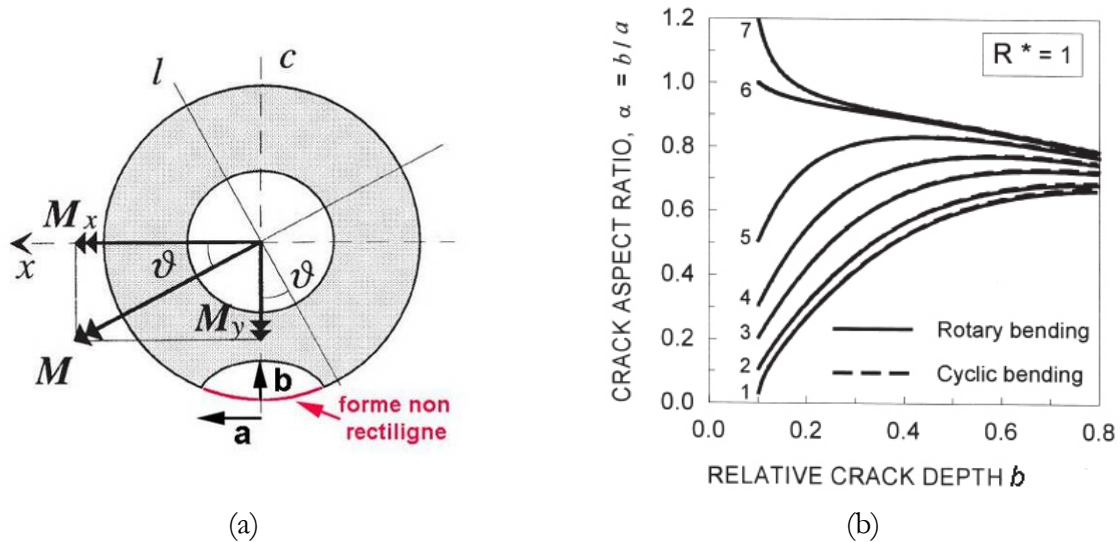 l
c
M x
x
ϑ
ϑ
M y
M
b
a
forme non
rectiligne
(a)
CRACK ASPECT RATIO, α = b / a
1.2
1.0
0.8
0.6
0.4
0.2
0.0
7
6
5
4
3
2
1
R * = 1
Rotary bending
Cyclic bending
0.0 0.2 0.4 0.6 0.8
RELATIVE CRACK DEPTH b
(b)